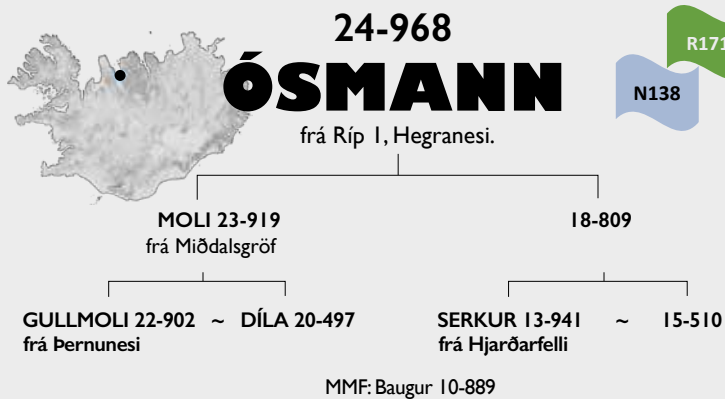 24-968
R171
ÓSMANN
N138
frá Ríp 1, Hegranesi.
MOLI 23-919
18-809
frá Miðdalsgröf
GULLMOLI 22-902 ~ DÍLA 20-497
SERKUR 13-941 ~ 15-510
frá Þernunesi
frá Hjarðarfelli
MMF: Baugur 10-889